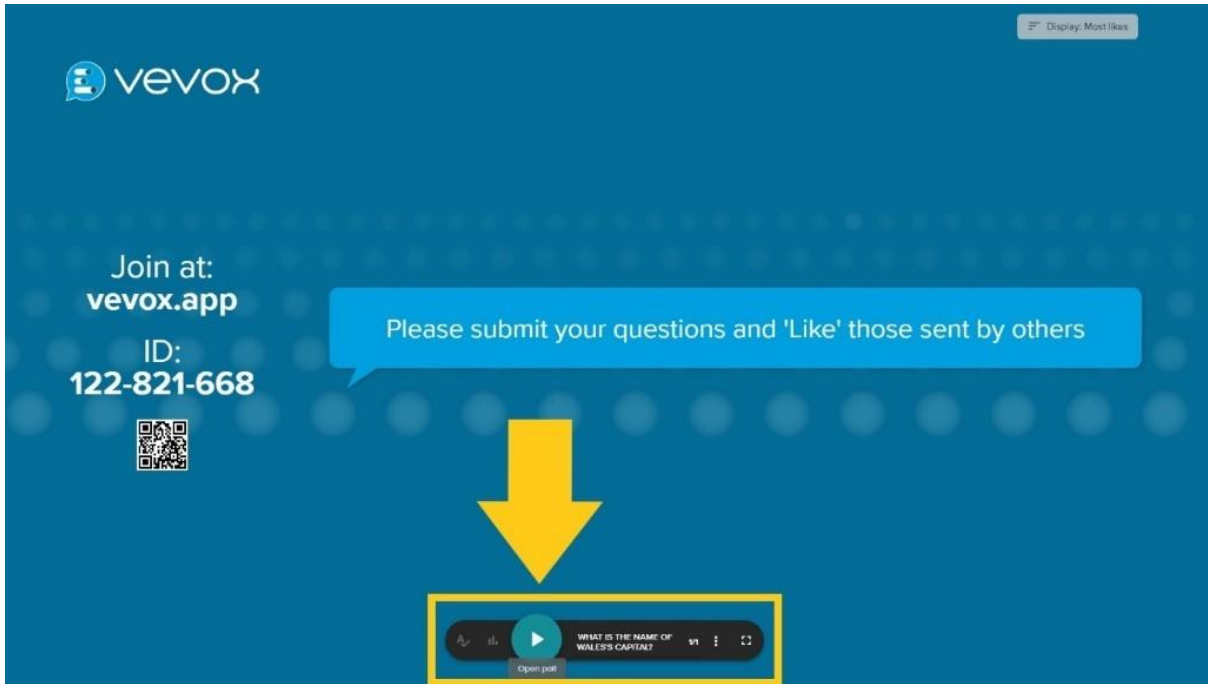 Display: Most likes
vevox
Join at:
vevox.app
ID:
122-821-668
Please submit your questions and 'Like' those sent by others
WHAT IS THE NAME OF
WALES'S CAPITAL?
1/1
Open poll